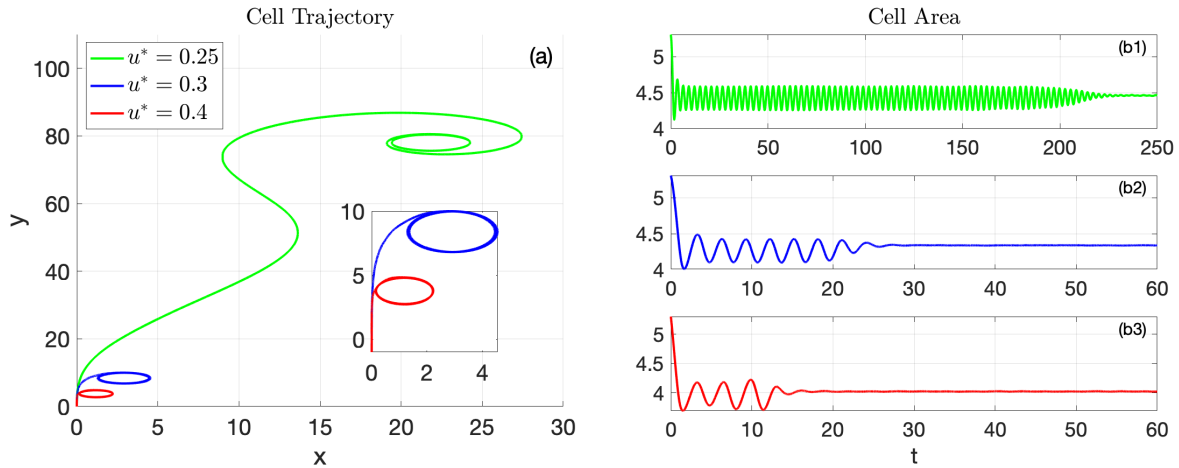 Cell Trajectory
(a)
u* = 0.25
u* = 0.3
u* = 0.4
100
80
60
40
20
0
y
0 5 10 15 20 25 30
x
10
5
0
0 2 4
Cell Area
(b1)
5
4.5
4
0 50 100 150 200 250
(b2)
5
4.5
4
0 10 20 30 40 50 60
(b3)
5
4.5
4
0 10 20 30 40 50 60
t